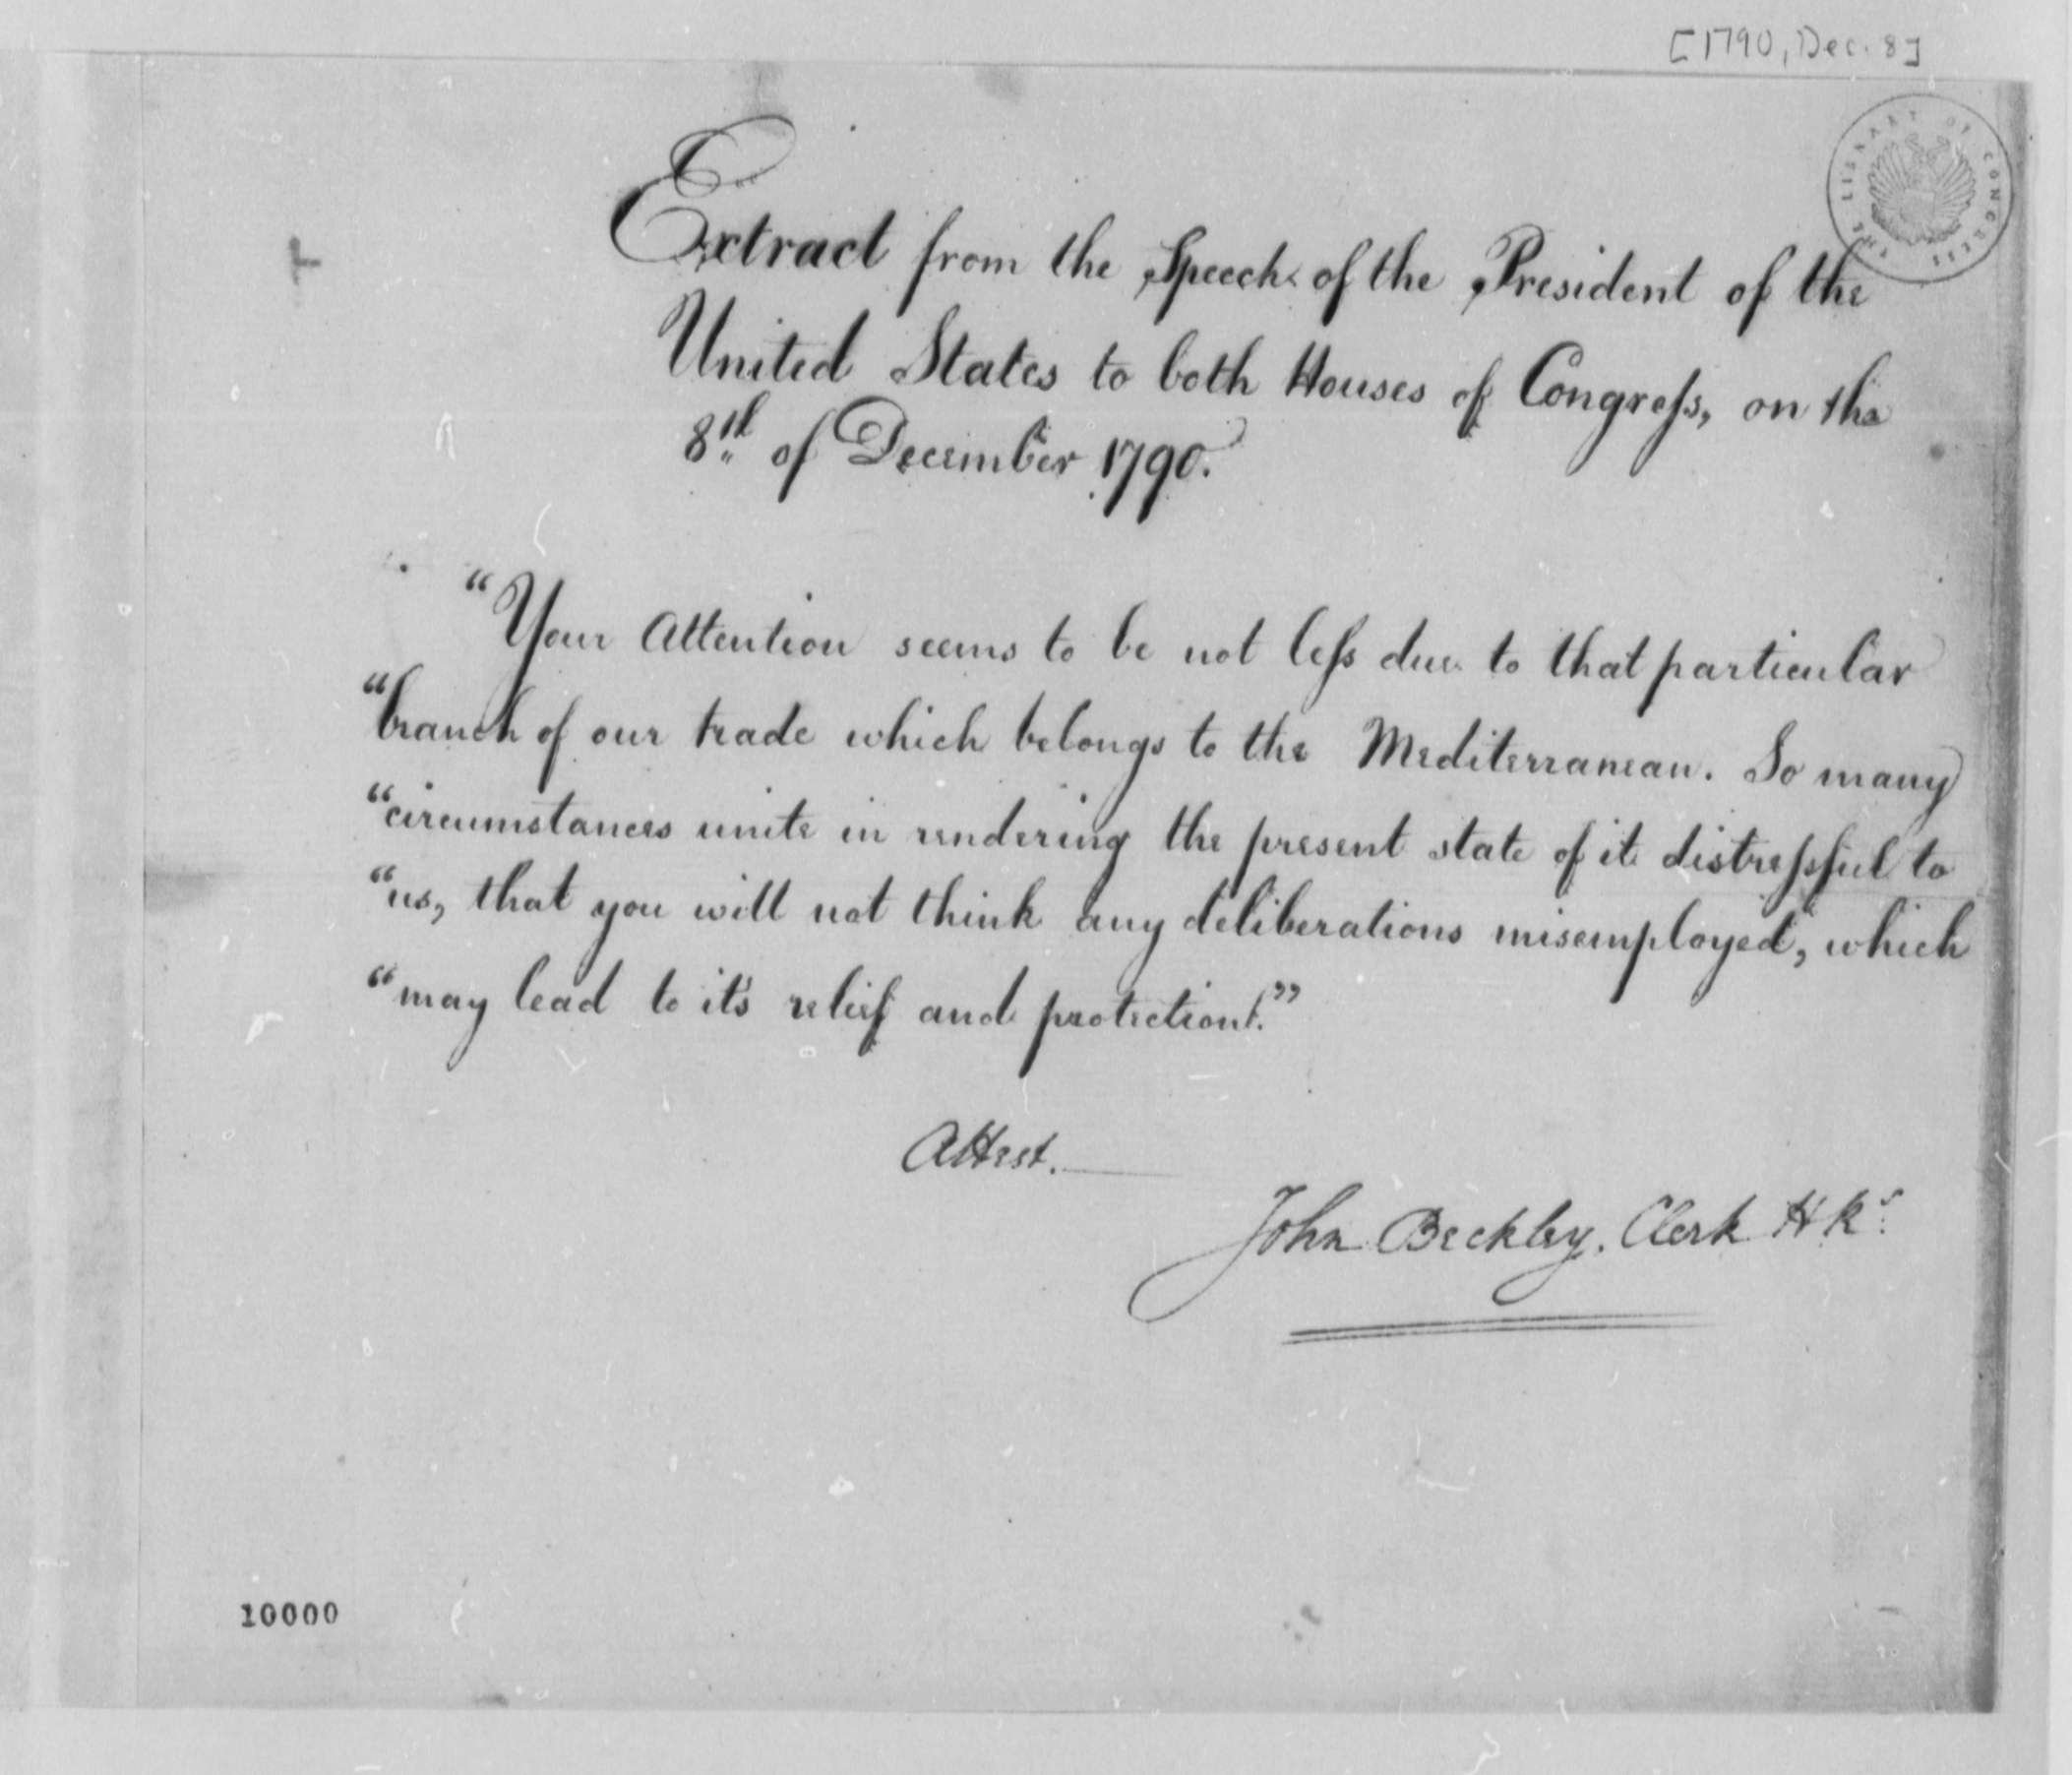 [1790, Dec. 8]
THE LIBRARY OF CONGRESS
Extract from the Speech of the President of the
United States to both Houses of Congreſs, on the
8th of December 1790.
"Your Attention seems to be not leſs due to that particular
"branch of our trade which belongs to the Mediterranean. So many
"circumstances unite in rendering the present state of it distreſsful to
"us, that you will not think any deliberations misemployed, which
"may lead to it's relief and protection."
Attest.
John Beckley. Clerk H Rs.
10000